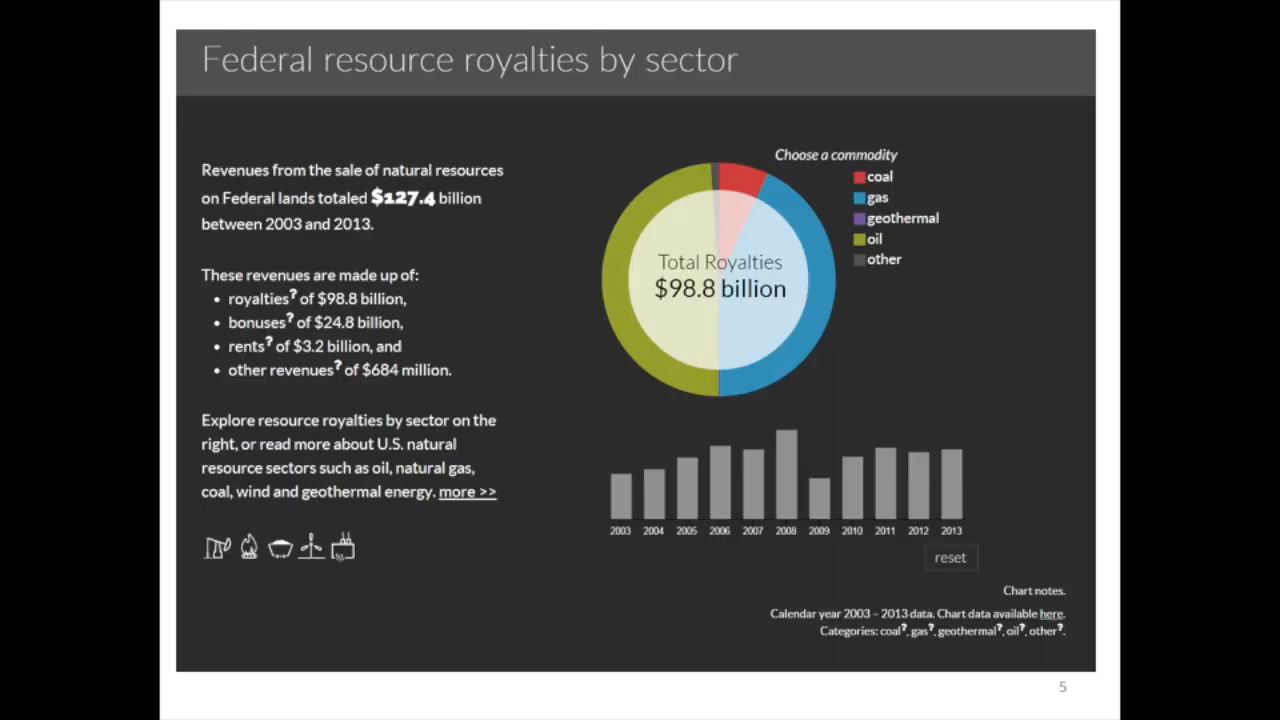 Federal resource royalties by sector
Revenues from the sale of natural resources
on Federal lands totaled $127.4 billion
between 2003 and 2013.
These revenues are made up of:
• royalties? of $98.8 billion,
• bonuses? of $24.8 billion,
• rents? of $3.2 billion, and
• other revenues? of $684 million.
Explore resource royalties by sector on the
right, or read more about U.S. natural
resource sectors such as oil, natural gas,
coal, wind and geothermal energy. more >>
Choose a commodity
coal
gas
geothermal
oil
other
Total Royalties
$98.8 billion
2003 2004 2005 2006 2007 2008 2009 2010 2011 2012 2013
reset
Chart notes.
Calendar year 2003 – 2013 data. Chart data available here.
Categories: coal?, gas?, geothermal?, oil?, other?.
5